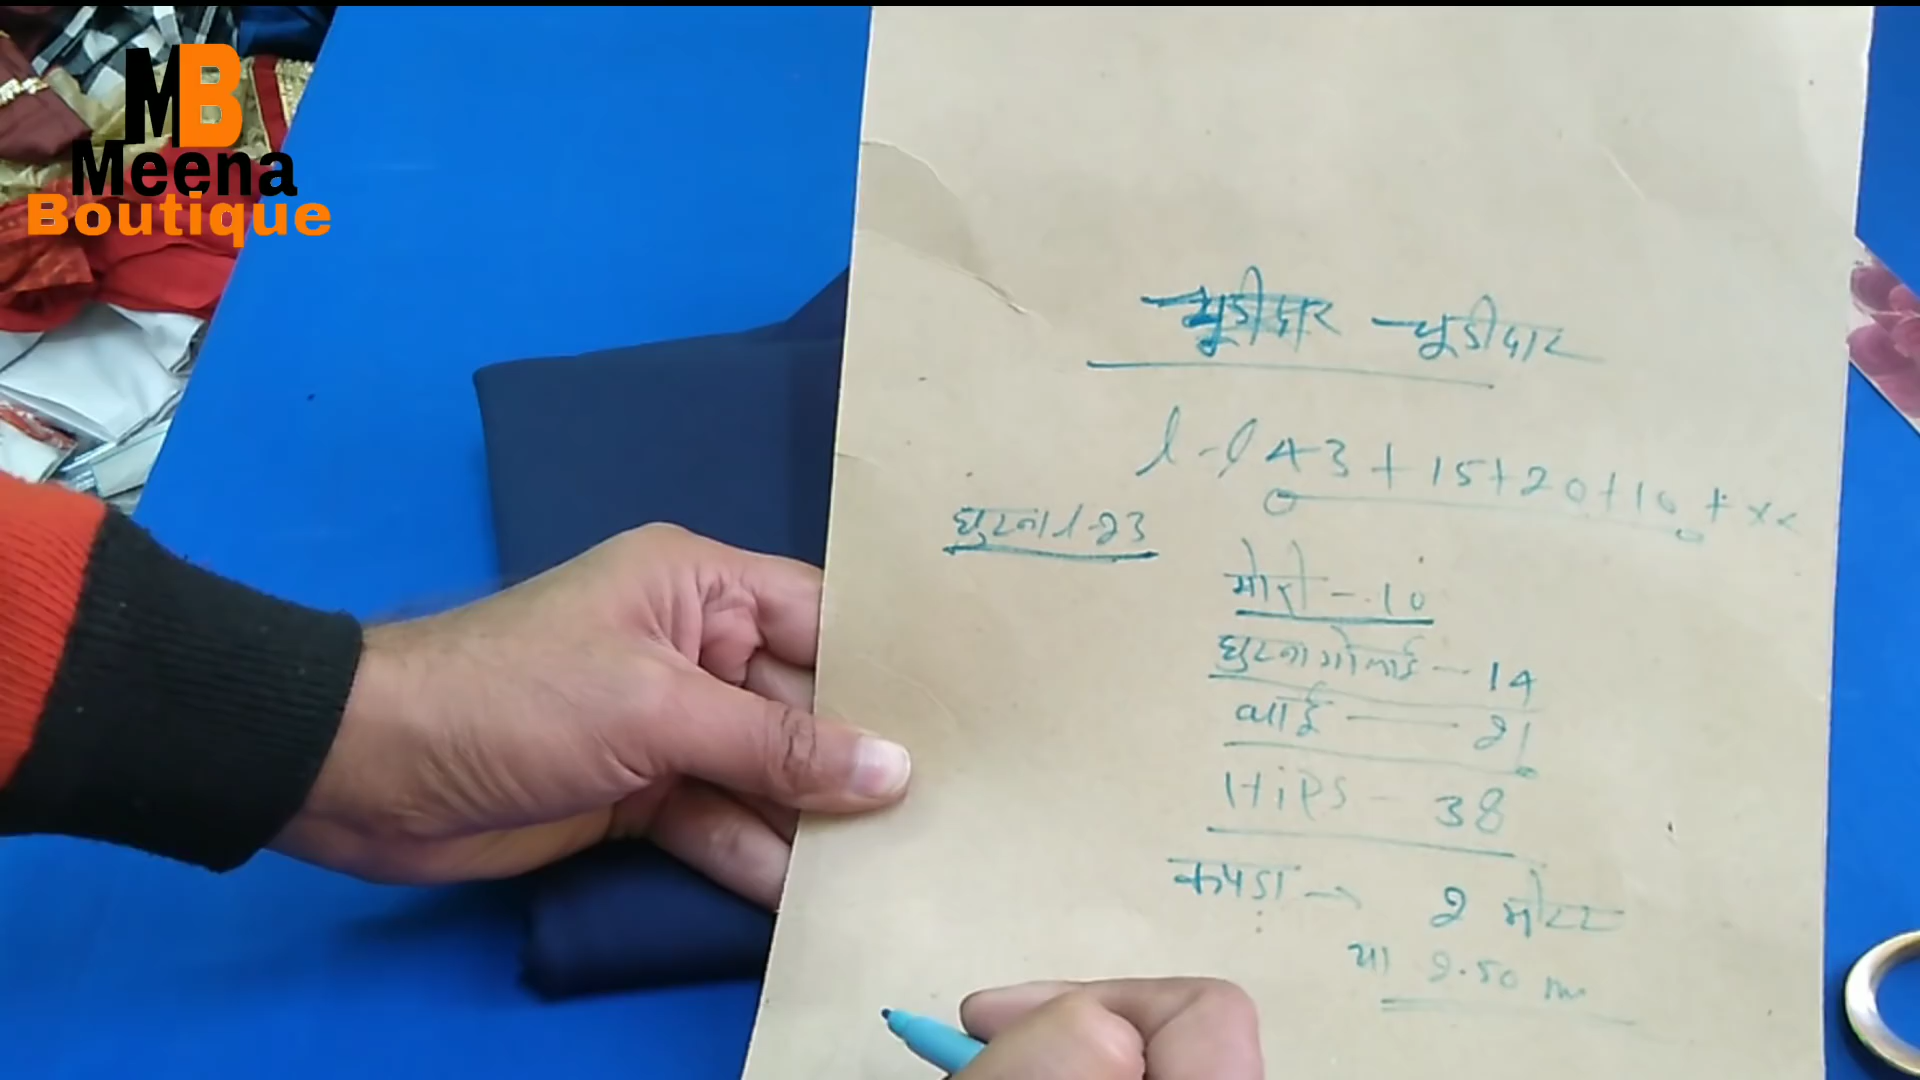 MB
Meena
Boutique
चूडीदार चूडीदार
l - l 43 + 15 + 20 + 10 + xx
घुटना l-23
मोरी - 10
घुटना गोलाई - 14
थाई - 21
HiPS - 38
कपडा → 2 मीटर
या 2.50 m